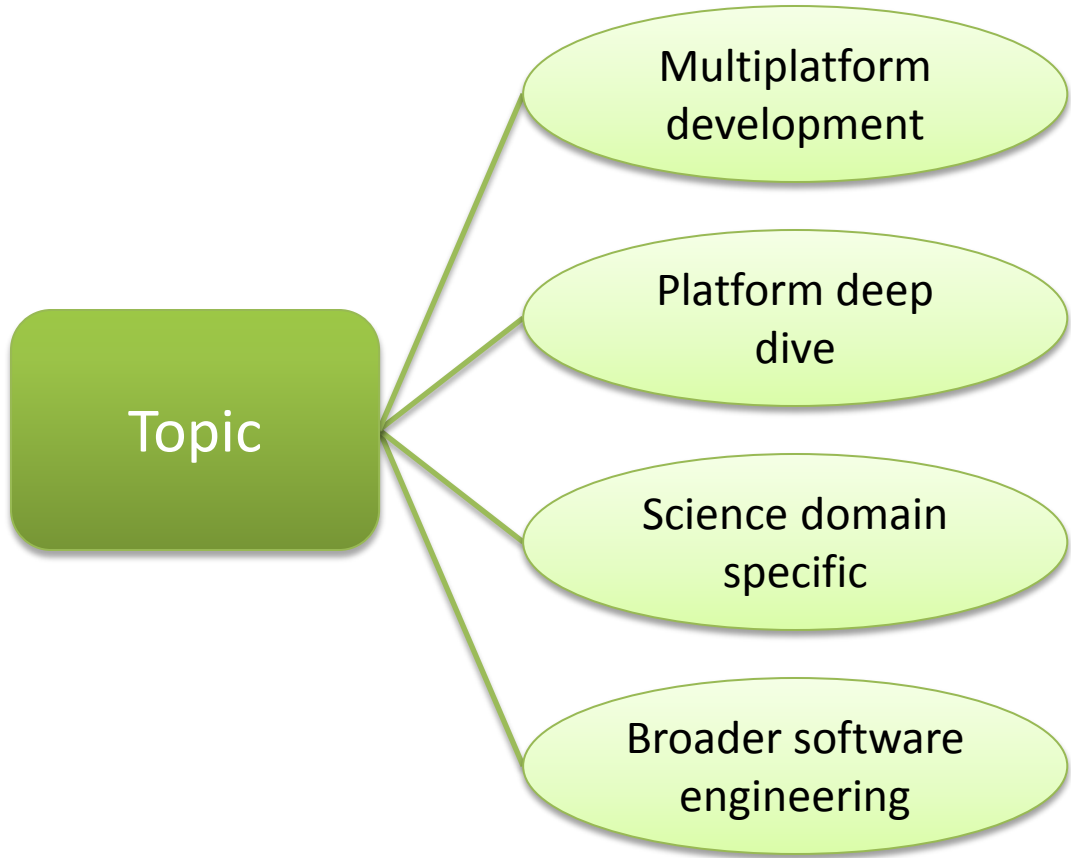 Topic
Multiplatform
development
Platform deep
dive
Science domain
specific
Broader software
engineering